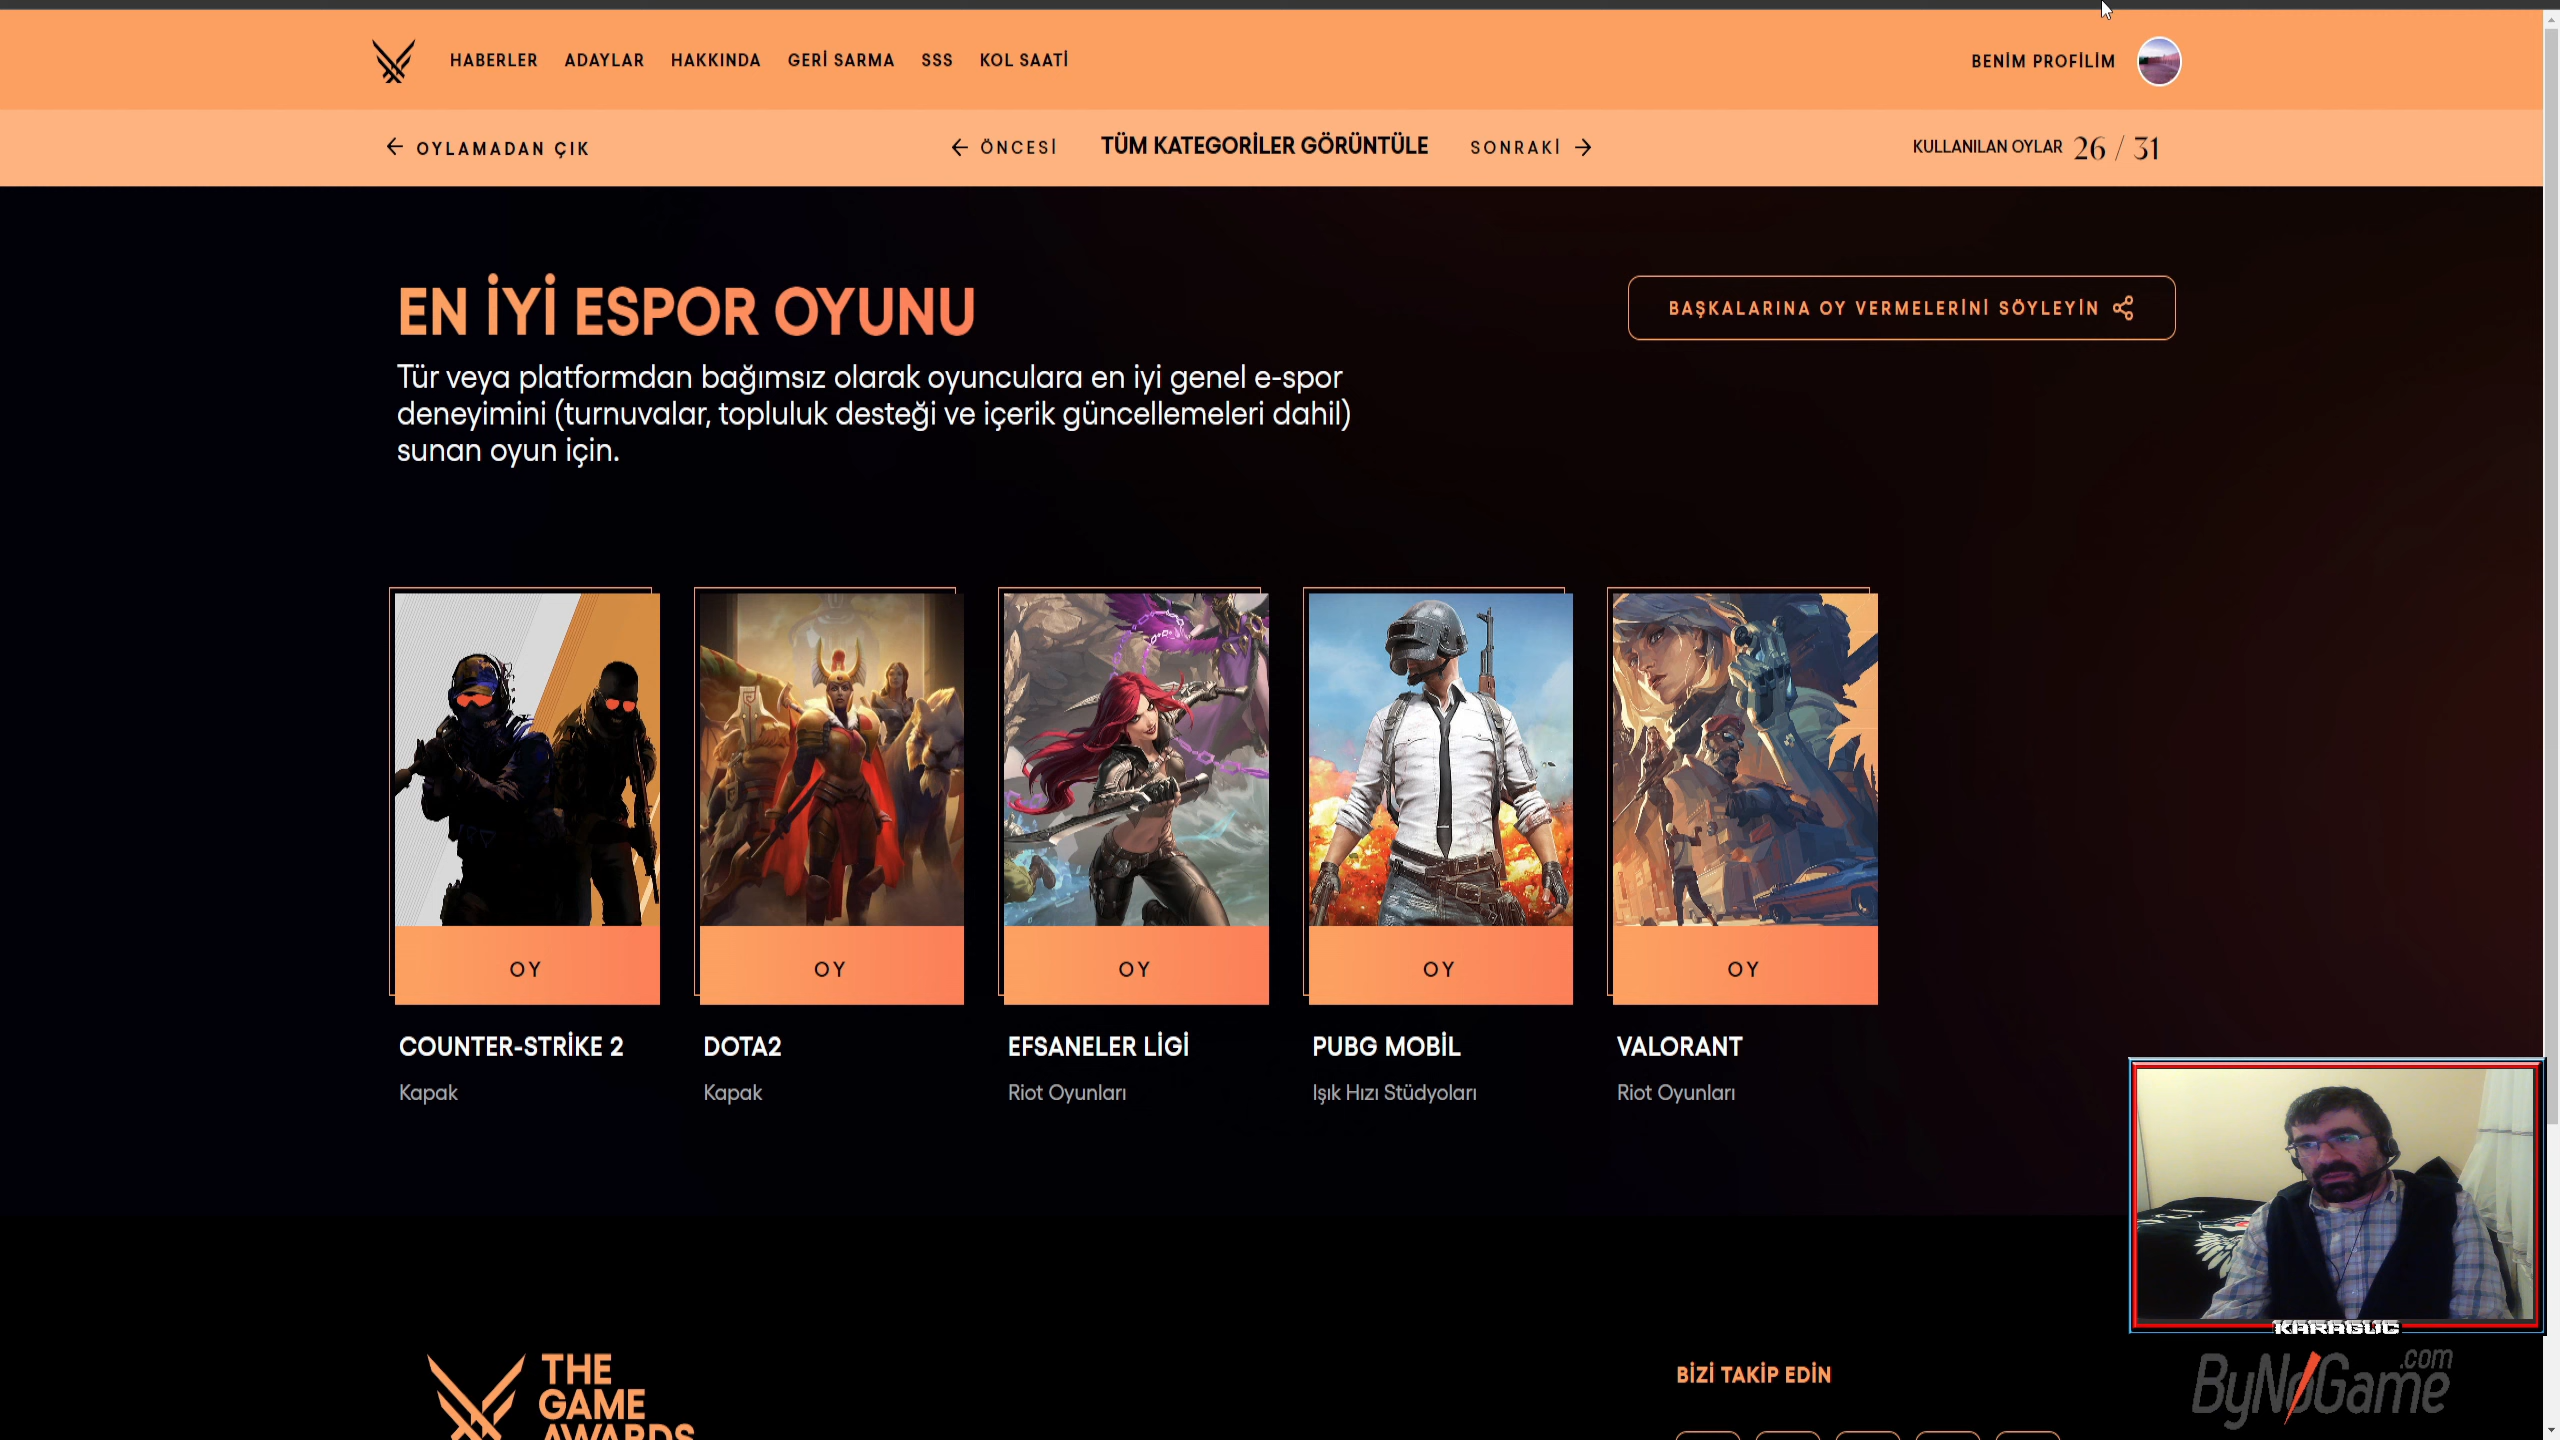 HABERLER ADAYLAR HAKKINDA GERİ SARMA SSS KOL SAATİ BENİM PROFİLİM
← OYLAMADAN ÇIK ← ÖNCESİ TÜM KATEGORİLER GÖRÜNTÜLE SONRAKİ → KULLANILAN OYLAR 26 / 31
EN İYİ ESPOR OYUNU
BAŞKALARINA OY VERMELERİNİ SÖYLEYİN
Tür veya platformdan bağımsız olarak oyunculara en iyi genel e-spor
deneyimini (turnuvalar, topluluk desteği ve içerik güncellemeleri dahil)
sunan oyun için.
OY OY OY OY OY
COUNTER-STRİKE 2 DOTA2 EFSANELER LİGİ PUBG MOBİL VALORANT
Kapak Kapak Riot Oyunları Işık Hızı Stüdyoları Riot Oyunları
KARAGUC
THE
GAME
AWARDS
BİZİ TAKİP EDİN
ByNoGame.com